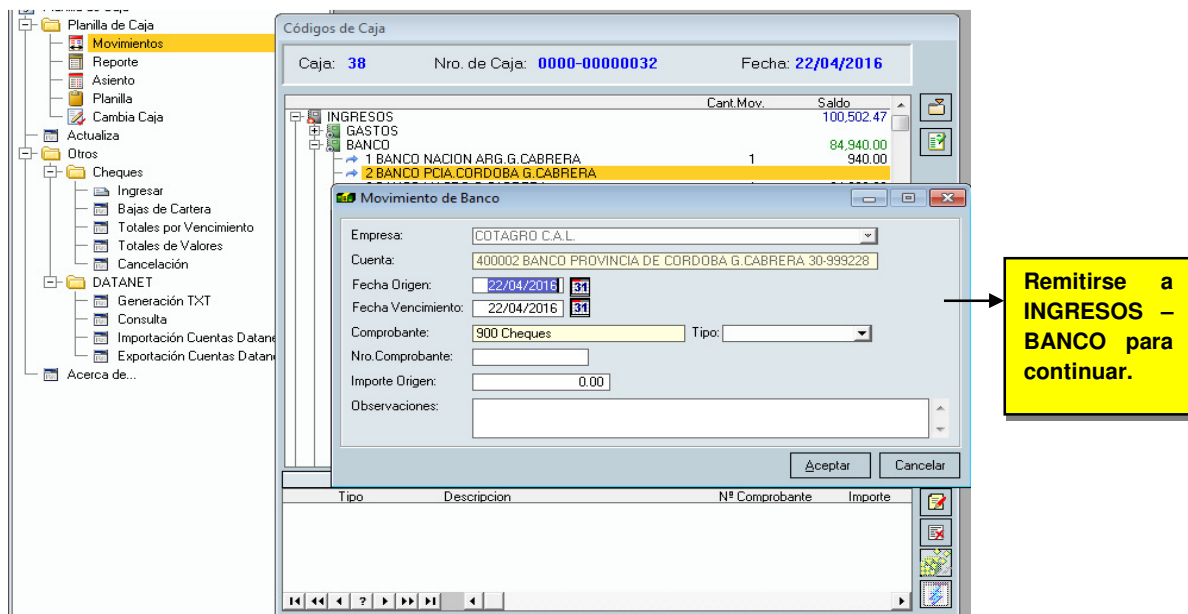 Planilla de Caja
Movimientos
Reporte
Asiento
Planilla
Cambia Caja
Actualiza
Otros
Cheques
Ingresar
Bajas de Cartera
Totales por Vencimiento
Totales de Valores
Cancelación
DATANET
Generación TXT
Consulta
Importación Cuentas Datane
Exportación Cuentas Datane
Acerca de...
Códigos de Caja
Caja: 38 Nro. de Caja: 0000-00000032 Fecha: 22/04/2016
Cant.Mov. Saldo
INGRESOS 100,502.47
GASTOS
BANCO 84,940.00
1 BANCO NACION ARG.G.CABRERA 1 940.00
2 BANCO PCIA.CORDOBA G.CABRERA
Movimiento de Banco
Empresa: COTAGRO C.A.L.
Cuenta: 400002 BANCO PROVINCIA DE CORDOBA G.CABRERA 30-999228
Fecha Origen: 22/04/2016 31
Fecha Vencimiento: 22/04/2016 31
Comprobante: 900 Cheques Tipo:
Nro.Comprobante:
Importe Origen: 0.00
Observaciones:
Aceptar Cancelar
Tipo Descripcion Nº Comprobante Importe
?
Remitirse a
INGRESOS –
BANCO para
continuar.